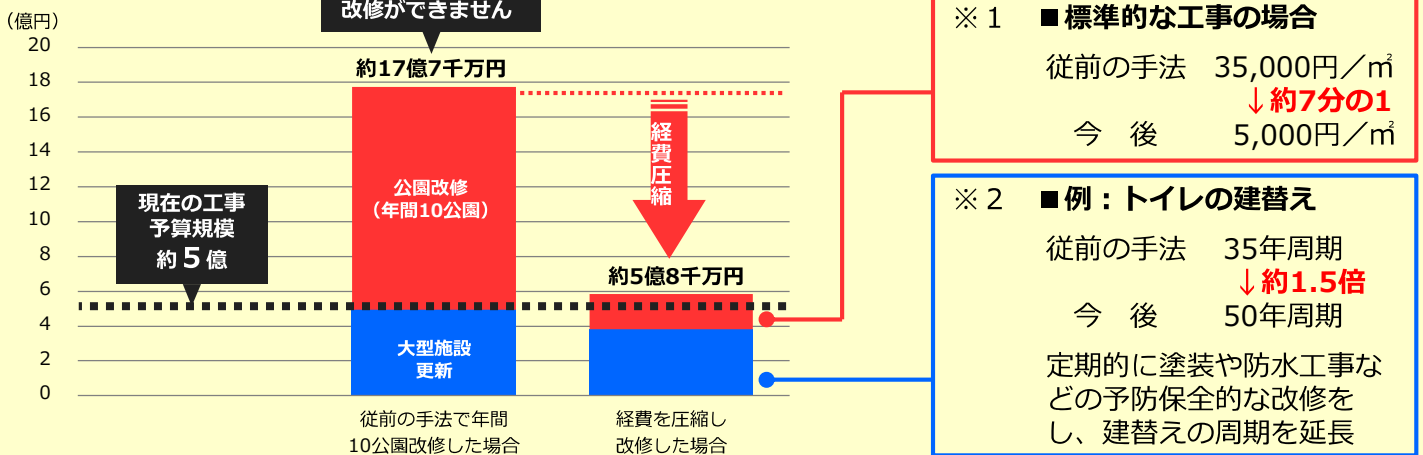 改修ができません
（億円）
20
18
16
14
12
10
8
6
4
2
0
約17億7千万円
公園改修
（年間10公園）
大型施設
更新
現在の工事
予算規模
約５億
経費圧縮
約5億8千万円
従前の手法で年間
10公園改修した場合
経費を圧縮し
改修した場合
※１ ■標準的な工事の場合
従前の手法 35,000円／㎡
↓約7分の1
今 後 5,000円／㎡
※２ ■例：トイレの建替え
従前の手法 35年周期
↓約1.5倍
今 後 50年周期
定期的に塗装や防水工事な
どの予防保全的な改修を
し、建替えの周期を延長